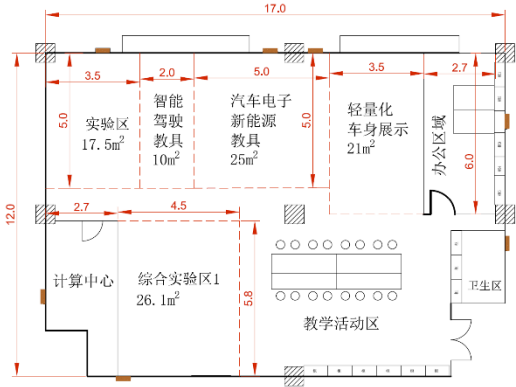 17.0
3.5
2.0
5.0
3.5
2.7
5.0
实验区
17.5m²
智能
驾驶
教具
10m²
汽车电子
新能源
教具
25m²
5.0
轻量化
车身展示
21m²
办公区域
6.0
12.0
2.7
4.5
计算中心
综合实验区1
26.1m²
5.8
教学活动区
卫生区